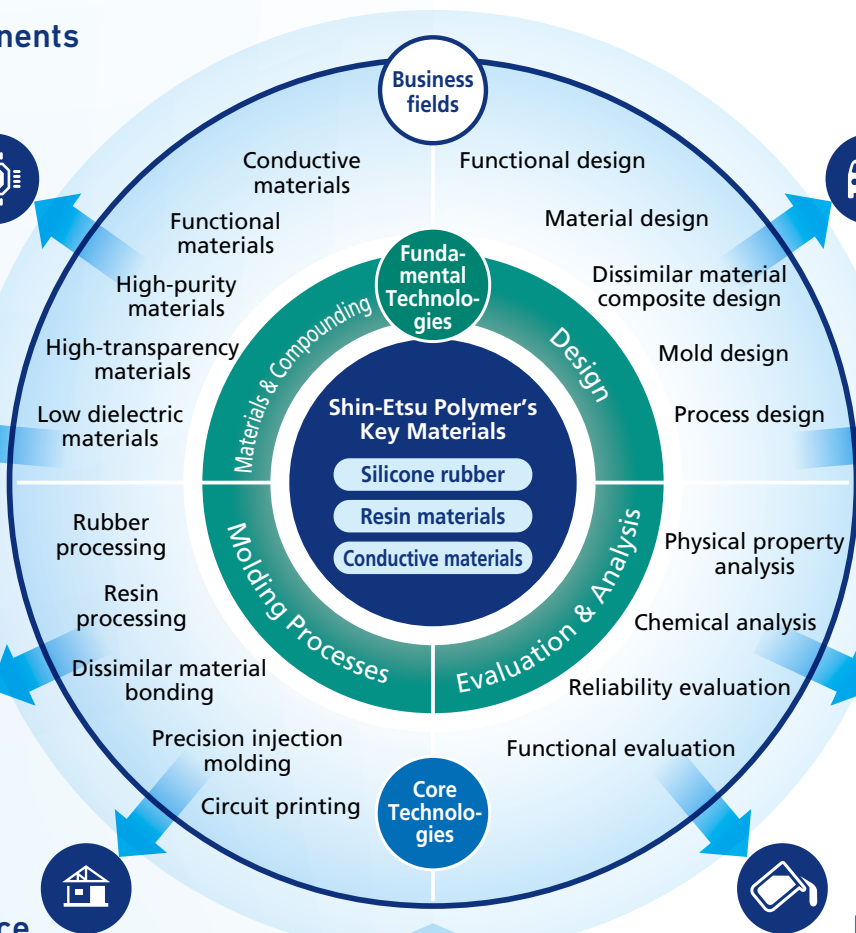 nents
Business
fields
Conductive
materials
Functional
materials
High-purity
materials
High-transparency
materials
Low dielectric
materials
Functional design
Material design
Dissimilar material
composite design
Mold design
Process design
Funda-
mental
Technolo-
gies
Materials & Compounding
Design
Shin-Etsu Polymer's
Key Materials
Silicone rubber
Resin materials
Conductive materials
Molding Processes
Evaluation & Analysis
Rubber
processing
Resin
processing
Dissimilar material
bonding
Precision injection
molding
Circuit printing
Physical property
analysis
Chemical analysis
Reliability evaluation
Functional evaluation
Core
Technolo-
gies
ce